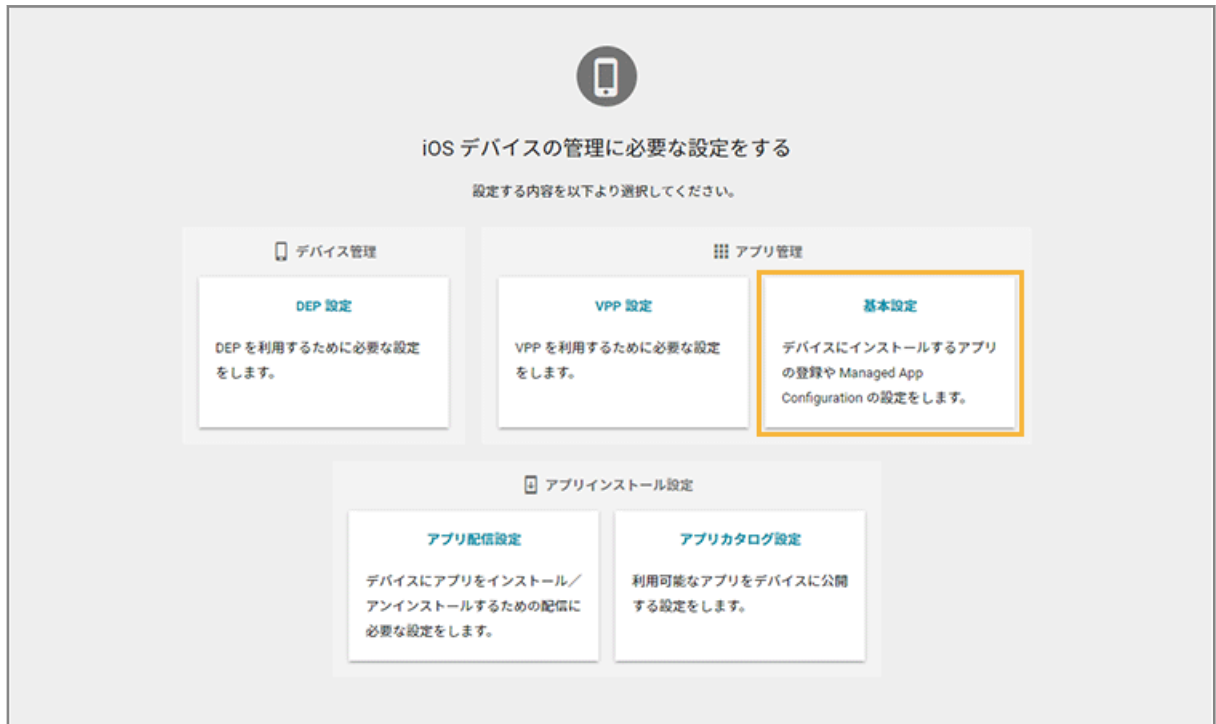 iOS デバイスの管理に必要な設定をする
設定する内容を以下より選択してください。
デバイス管理
DEP 設定
DEP を利用するために必要な設定
をします。
アプリ管理
VPP 設定
VPP を利用するために必要な設定
をします。
基本設定
デバイスにインストールするアプリ
の登録や Managed App
Configuration の設定をします。
アプリインストール設定
アプリ配信設定
デバイスにアプリをインストール／
アンインストールするための配信に
必要な設定をします。
アプリカタログ設定
利用可能なアプリをデバイスに公開
する設定をします。